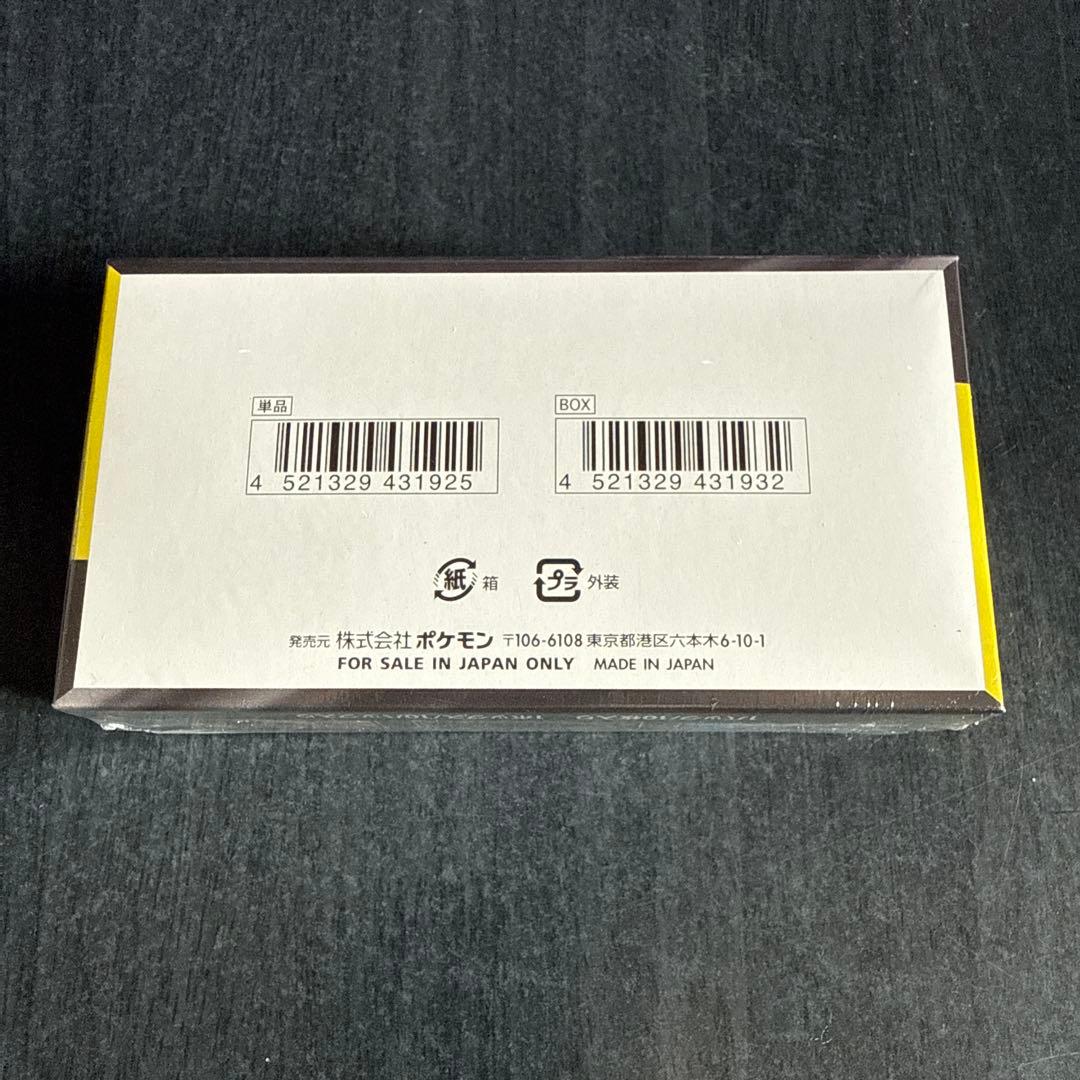 単品
4 521329 431925
BOX
4 521329 431932
紙 箱
プラ 外装
発売元 株式会社 ポケモン 〒106-6108 東京都港区六本木6-10-1
FOR SALE IN JAPAN ONLY MADE IN JAPAN